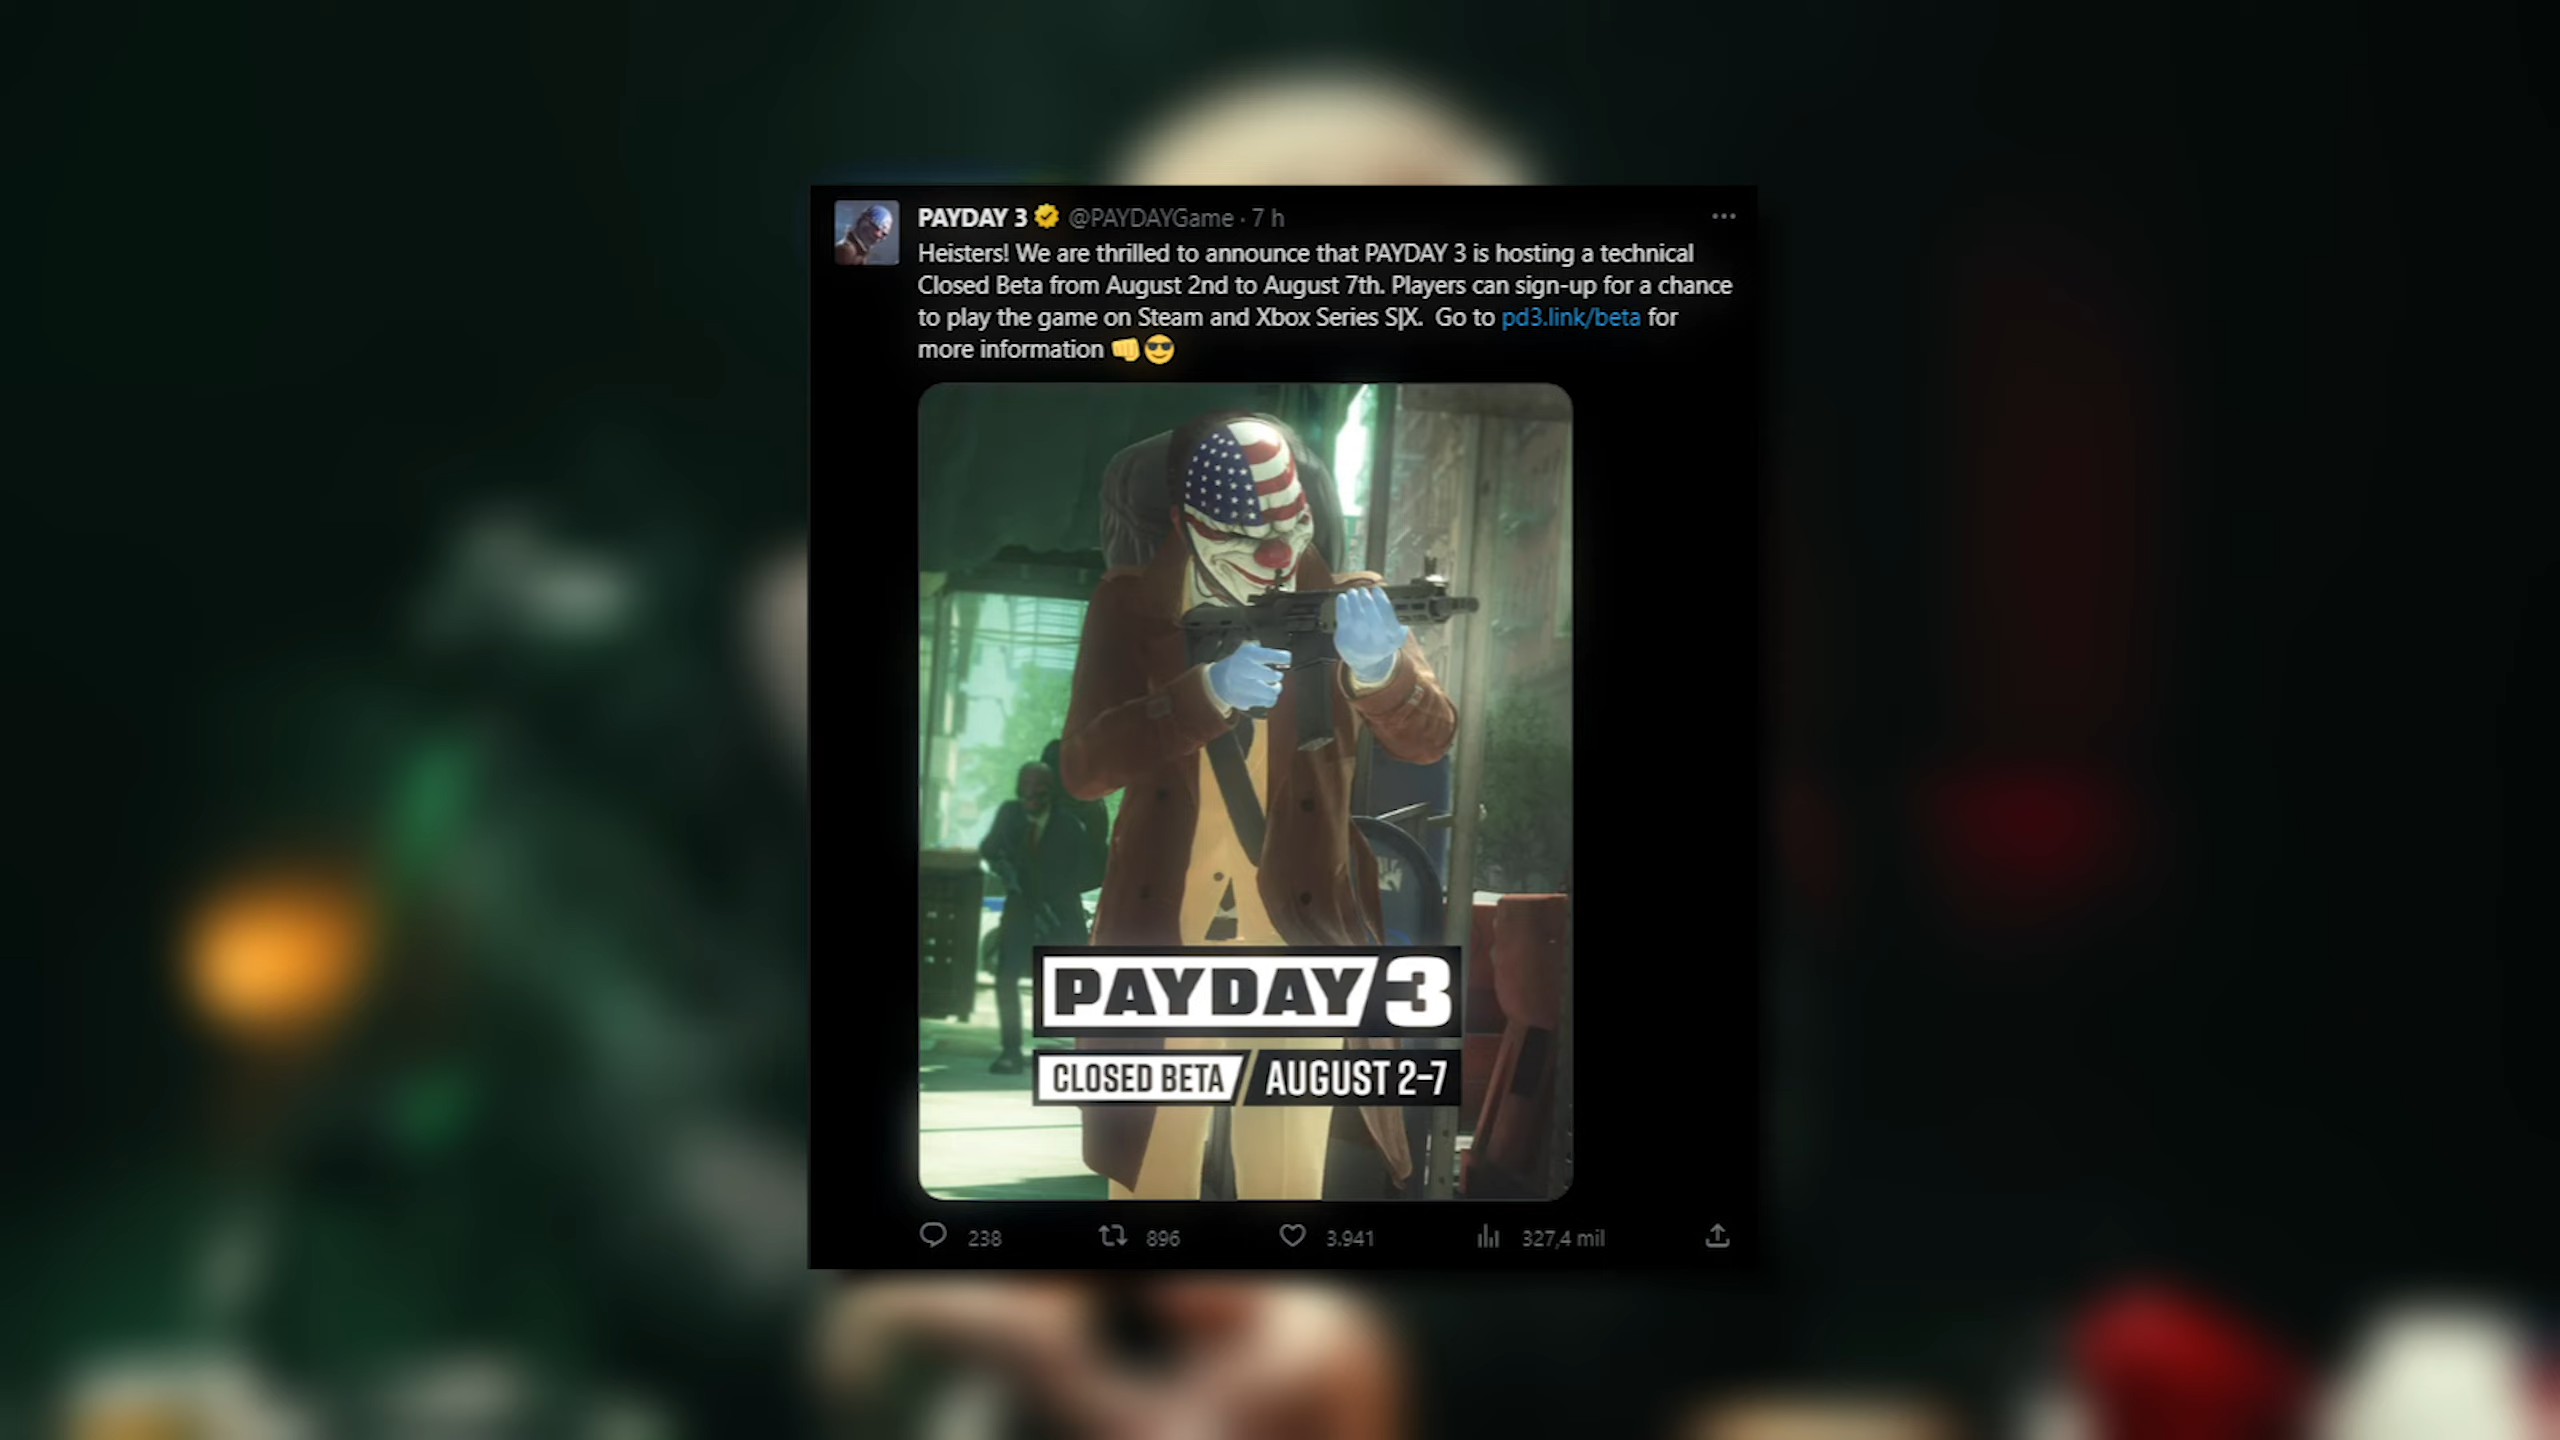 PAYDAY 3 @PAYDAYGame · 7 h
Heisters! We are thrilled to announce that PAYDAY 3 is hosting a technical
Closed Beta from August 2nd to August 7th. Players can sign-up for a chance
to play the game on Steam and Xbox Series S|X.  Go to pd3.link/beta for
more information 👊😎
PAYDAY 3
CLOSED BETA / AUGUST 2-7
238 896 3.941 327,4 mil